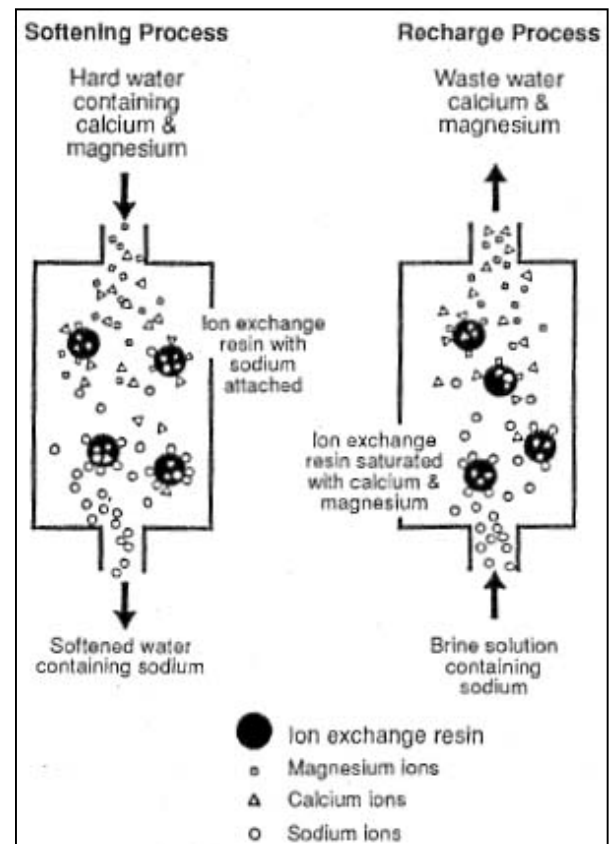 Softening Process
Hard water
containing
calcium &
magnesium
Ion exchange
resin with
sodium
attached
Softened water
containing sodium
Recharge Process
Waste water
calcium &
magnesium
Ion exchange
resin saturated
with calcium &
magnesium
Brine solution
containing
sodium
Ion exchange resin
Magnesium ions
Calcium ions
Sodium ions